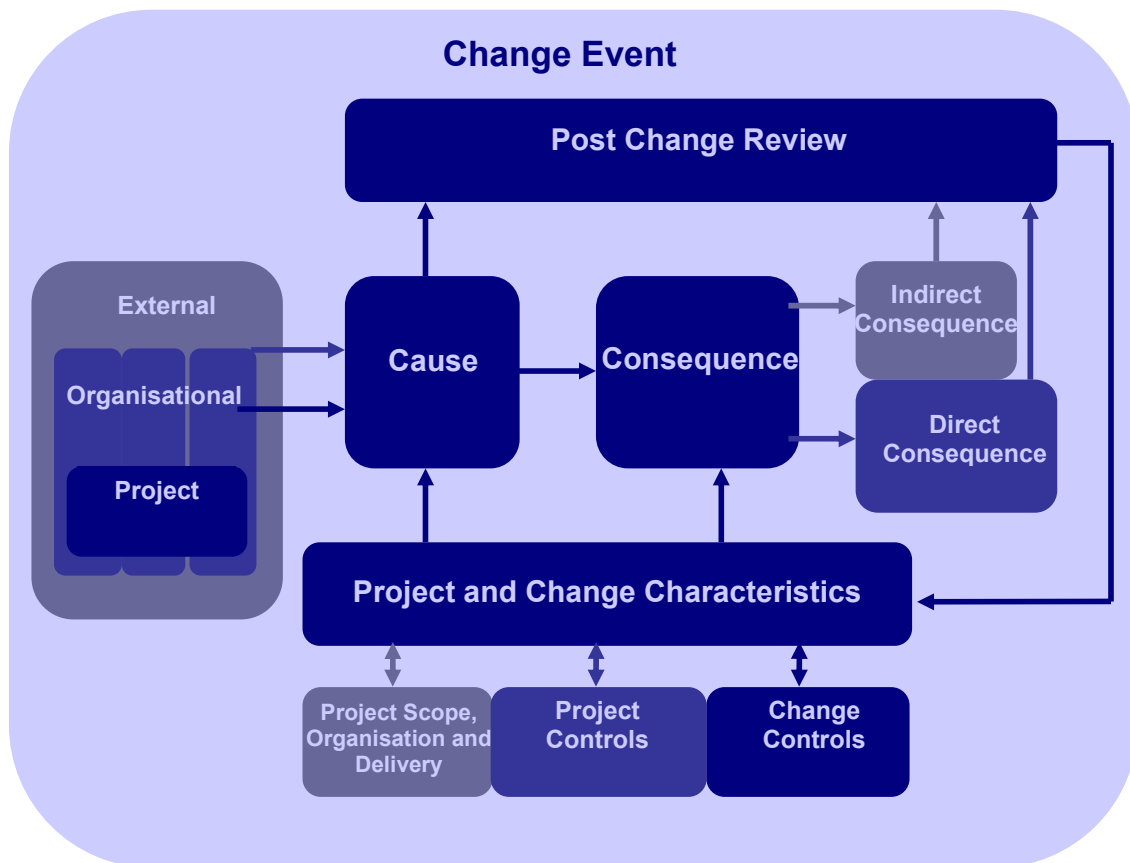 Change Event
Post Change Review
External
Organisational
Project
Cause
Consequence
Indirect
Consequence
Direct
Consequence
Project and Change Characteristics
Project Scope,
Organisation and
Delivery
Project
Controls
Change
Controls